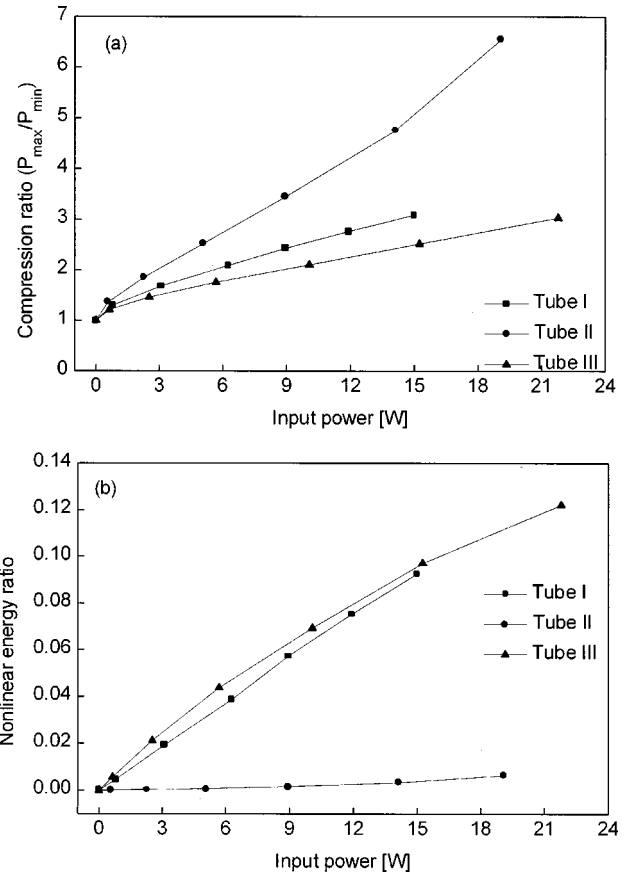 (a)
7
6
5
4
3
2
1
0
Compression ratio (Pmax/Pmin)
Tube I
Tube II
Tube III
0 3 6 9 12 15 18 21 24
Input power [W]
(b)
0.14
0.12
0.10
0.08
0.06
0.04
0.02
0.00
Nonlinear energy ratio
Tube I
Tube II
Tube III
0 3 6 9 12 15 18 21 24
Input power [W]